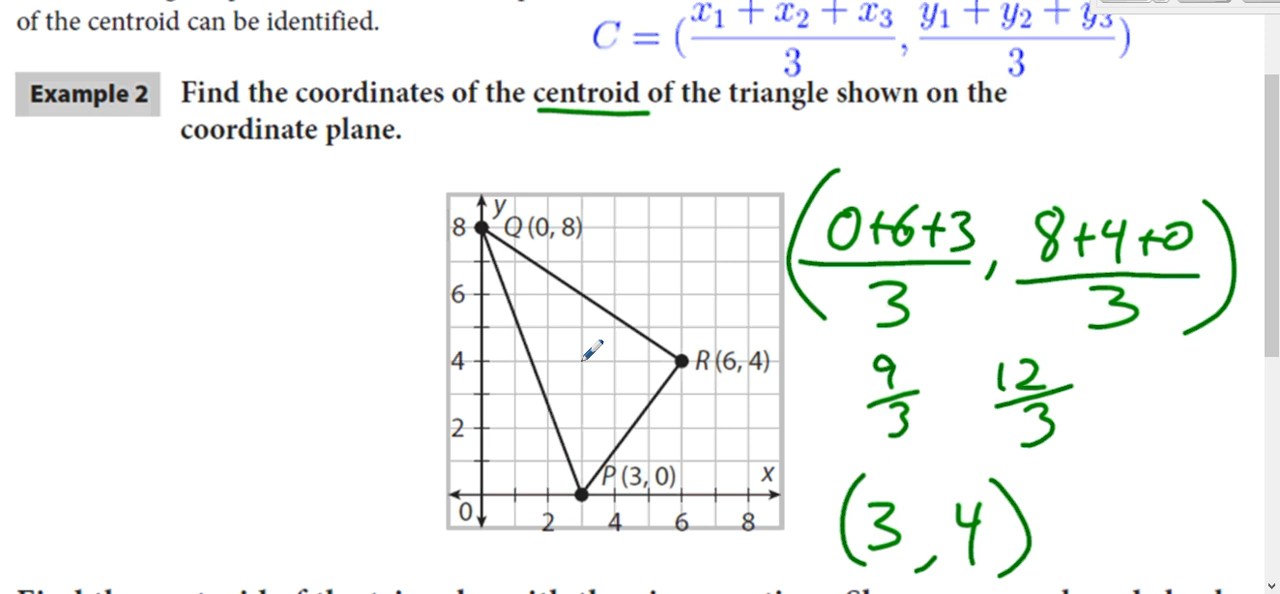 of the centroid can be identified.
C = (x₁ + x₂ + x₃ / 3, y₁ + y₂ + y₃ / 3)
Example 2 Find the coordinates of the centroid of the triangle shown on the
coordinate plane.
y
8 Q (0, 8)
6
4 R (6, 4)
2
P (3, 0) x
0 2 4 6 8
(0+6+3 / 3, 8+4+0 / 3)
9/3 12/3
(3, 4)